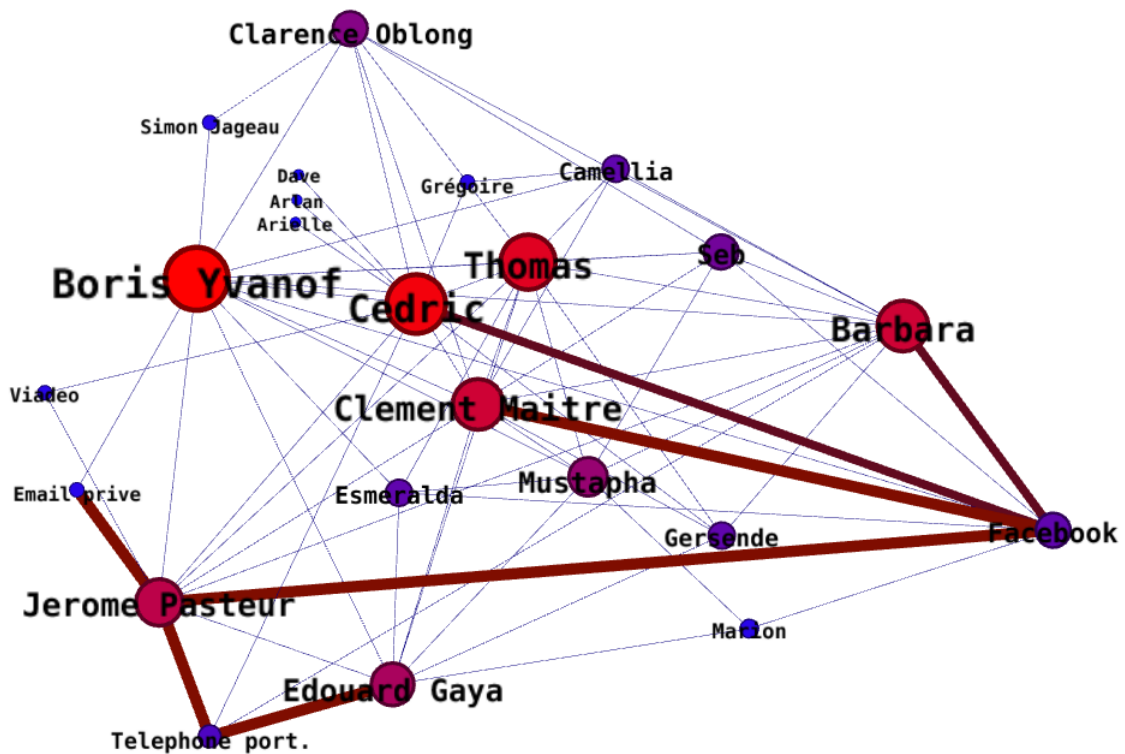 Clarence Oblong
Simon Jageau
Dave
Camellia
Grégoire
Arlan
Arielle
Seb
Thomas
Boris Yvanof
Cedric
Barbara
Viadeo
Clement Maitre
Mustapha
Email prive
Esmeralda
Facebook
Gersende
Jerome Pasteur
Marion
Edouard Gaya
Telephone port.